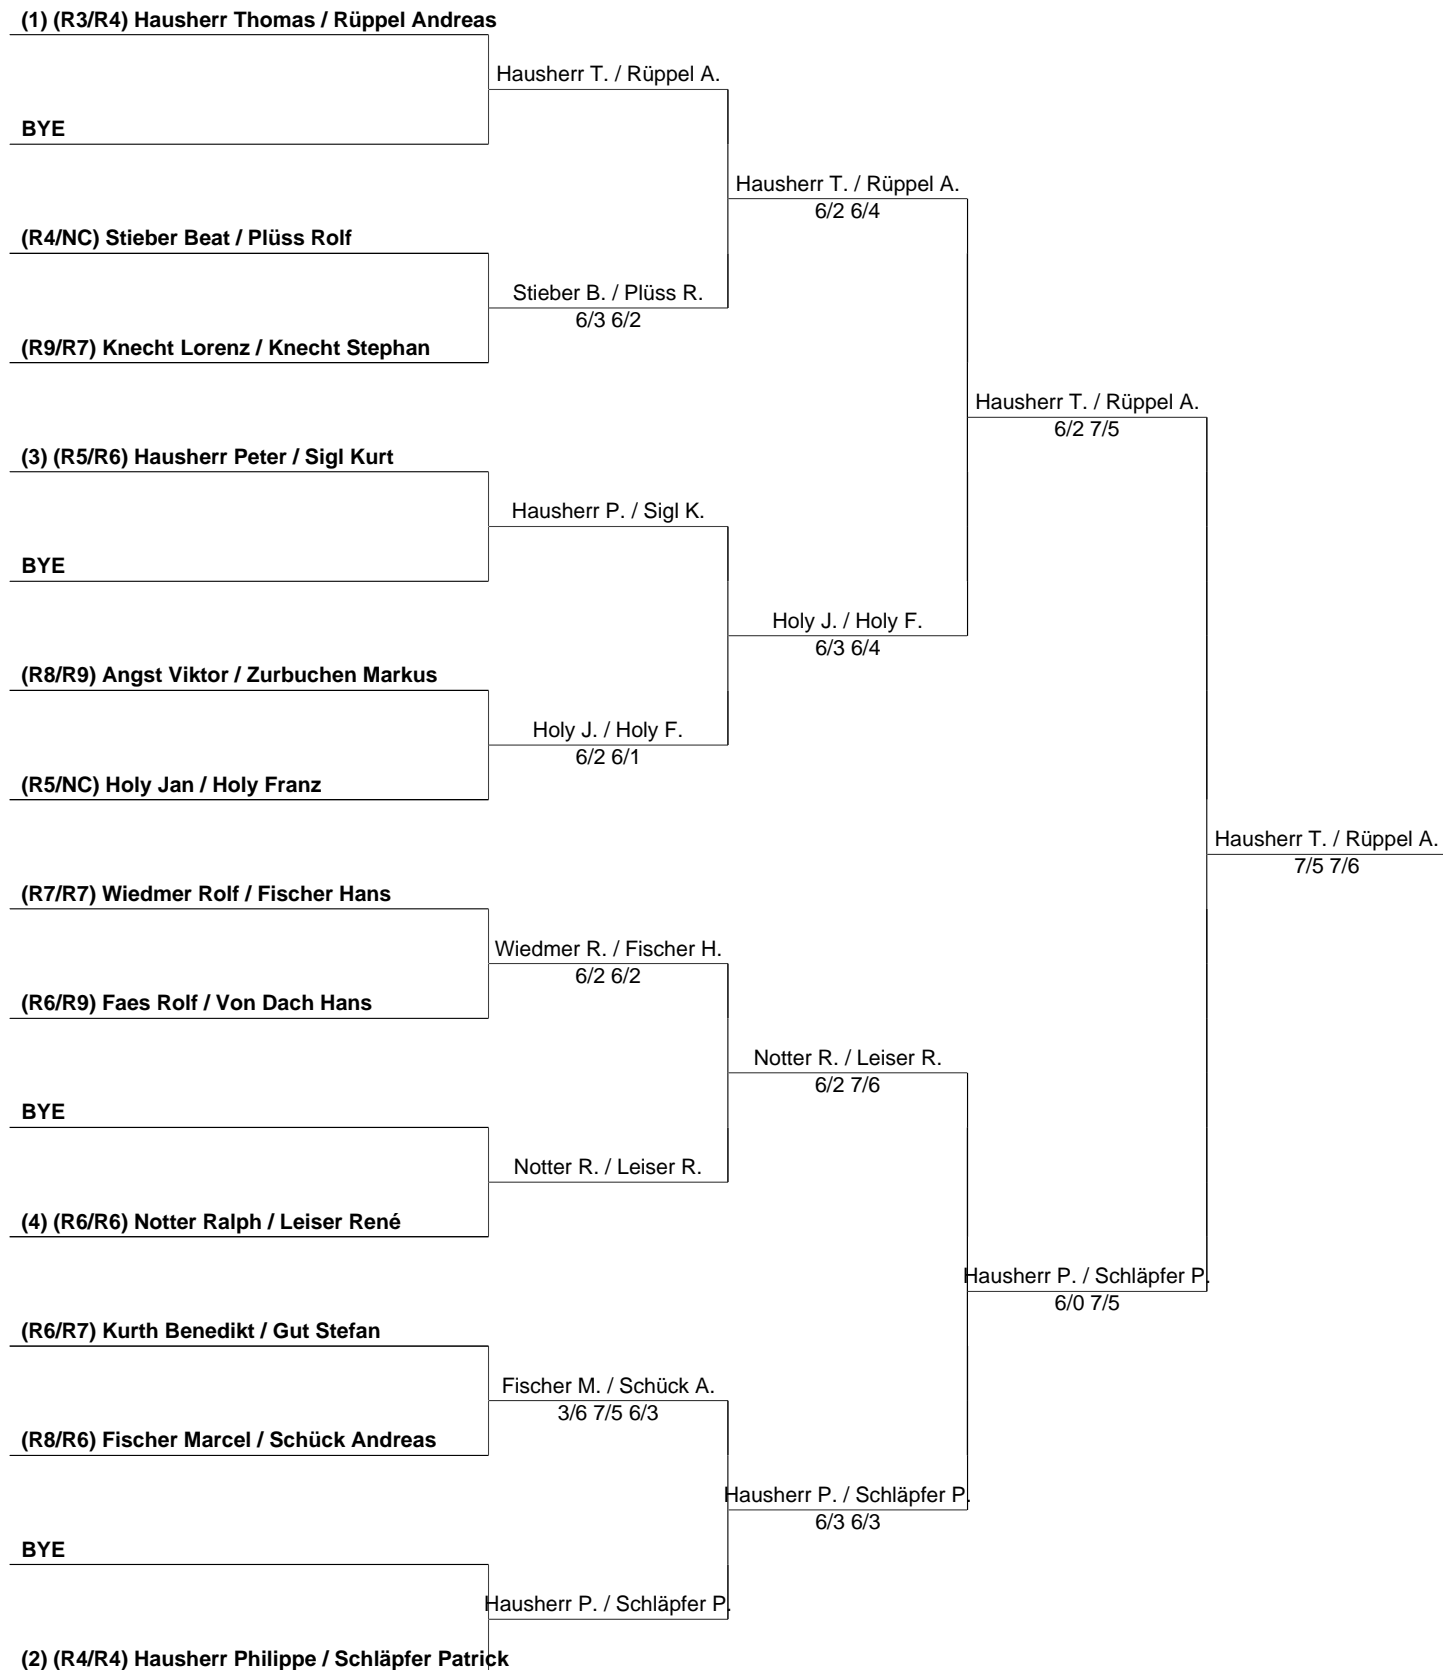 (1) (R3/R4) Hausherr Thomas / Rüppel Andreas
Hausherr T. / Rüppel A.
BYE
Hausherr T. / Rüppel A.
6/2 6/4
(R4/NC) Stieber Beat / Plüss Rolf
Stieber B. / Plüss R.
6/3 6/2
(R9/R7) Knecht Lorenz / Knecht Stephan
Hausherr T. / Rüppel A.
6/2 7/5
(3) (R5/R6) Hausherr Peter / Sigl Kurt
Hausherr P. / Sigl K.
BYE
Holy J. / Holy F.
6/3 6/4
(R8/R9) Angst Viktor / Zurbuchen Markus
Holy J. / Holy F.
6/2 6/1
(R5/NC) Holy Jan / Holy Franz
Hausherr T. / Rüppel A.
7/5 7/6
(R7/R7) Wiedmer Rolf / Fischer Hans
Wiedmer R. / Fischer H.
6/2 6/2
(R6/R9) Faes Rolf / Von Dach Hans
Notter R. / Leiser R.
6/2 7/6
BYE
Notter R. / Leiser R.
(4) (R6/R6) Notter Ralph / Leiser René
Hausherr P. / Schläpfer P.
6/0 7/5
(R6/R7) Kurth Benedikt / Gut Stefan
Fischer M. / Schück A.
3/6 7/5 6/3
(R8/R6) Fischer Marcel / Schück Andreas
Hausherr P. / Schläpfer P.
6/3 6/3
BYE
Hausherr P. / Schläpfer P.
(2) (R4/R4) Hausherr Philippe / Schläpfer Patrick